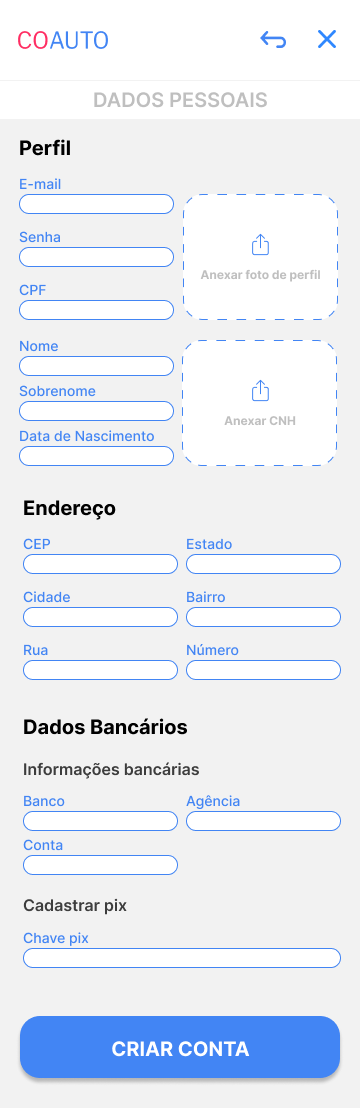 COAUTO
DADOS PESSOAIS
Perfil
E-mail
Senha
Anexar foto de perfil
CPF
Nome
Sobrenome
Anexar CNH
Data de Nascimento
Endereço
CEP Estado
Cidade Bairro
Rua Número
Dados Bancários
Informações bancárias
Banco Agência
Conta
Cadastrar pix
Chave pix
CRIAR CONTA